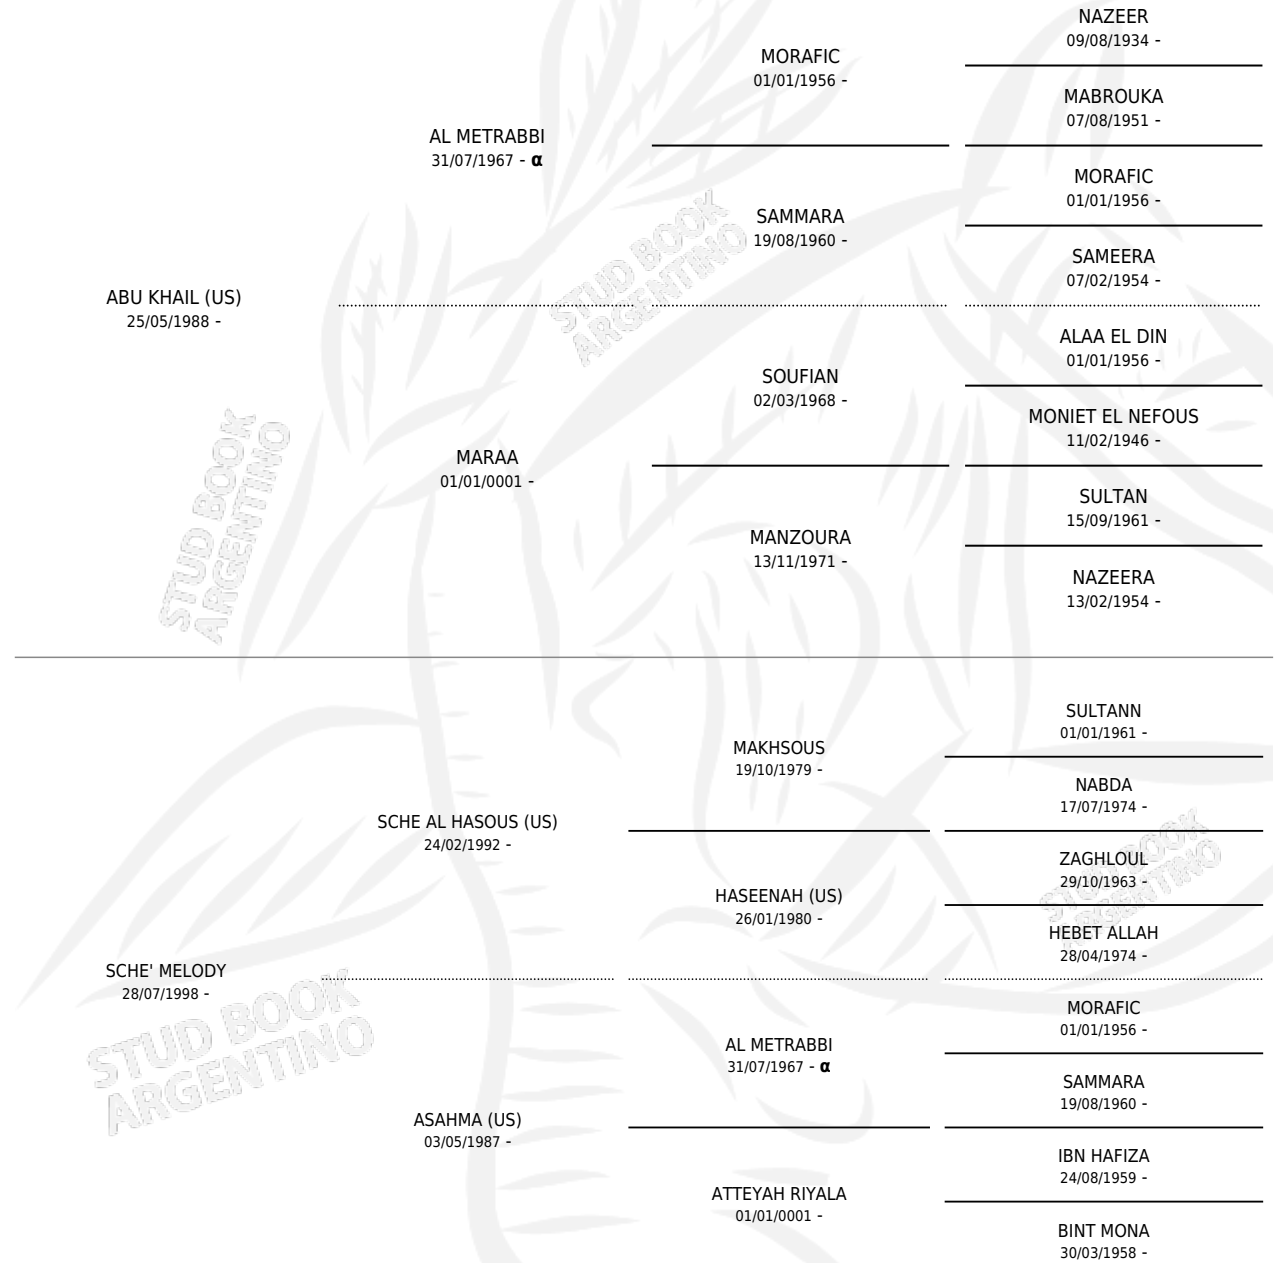 NAZEER
09/08/1934 -
MORAFIC
01/01/1956 -
MABROUKA
07/08/1951 -
AL METRABBI
31/07/1967 - α
MORAFIC
01/01/1956 -
SAMMARA
19/08/1960 -
SAMEERA
07/02/1954 -
ABU KHAIL (US)
25/05/1988 -
ALAA EL DIN
01/01/1956 -
SOUFIAN
02/03/1968 -
MONIET EL NEFOUS
11/02/1946 -
MARAA
01/01/0001 -
SULTAN
15/09/1961 -
MANZOURA
13/11/1971 -
NAZEERA
13/02/1954 -
SULTANN
01/01/1961 -
MAKHSOUS
19/10/1979 -
NABDA
17/07/1974 -
SCHE AL HASOUS (US)
24/02/1992 -
ZAGHLOUL
29/10/1963 -
HASEENAH (US)
26/01/1980 -
HEBET ALLAH
28/04/1974 -
SCHE' MELODY
28/07/1998 -
MORAFIC
01/01/1956 -
AL METRABBI
31/07/1967 - α
SAMMARA
19/08/1960 -
ASAHMA (US)
03/05/1987 -
IBN HAFIZA
24/08/1959 -
ATTEYAH RIYALA
01/01/0001 -
BINT MONA
30/03/1958 -
STUD BOOK
ARGENTINO
STUD BOOK
ARGENTINO
STUD BOOK
ARGENTINO
STUD BOOK
ARGENTINO